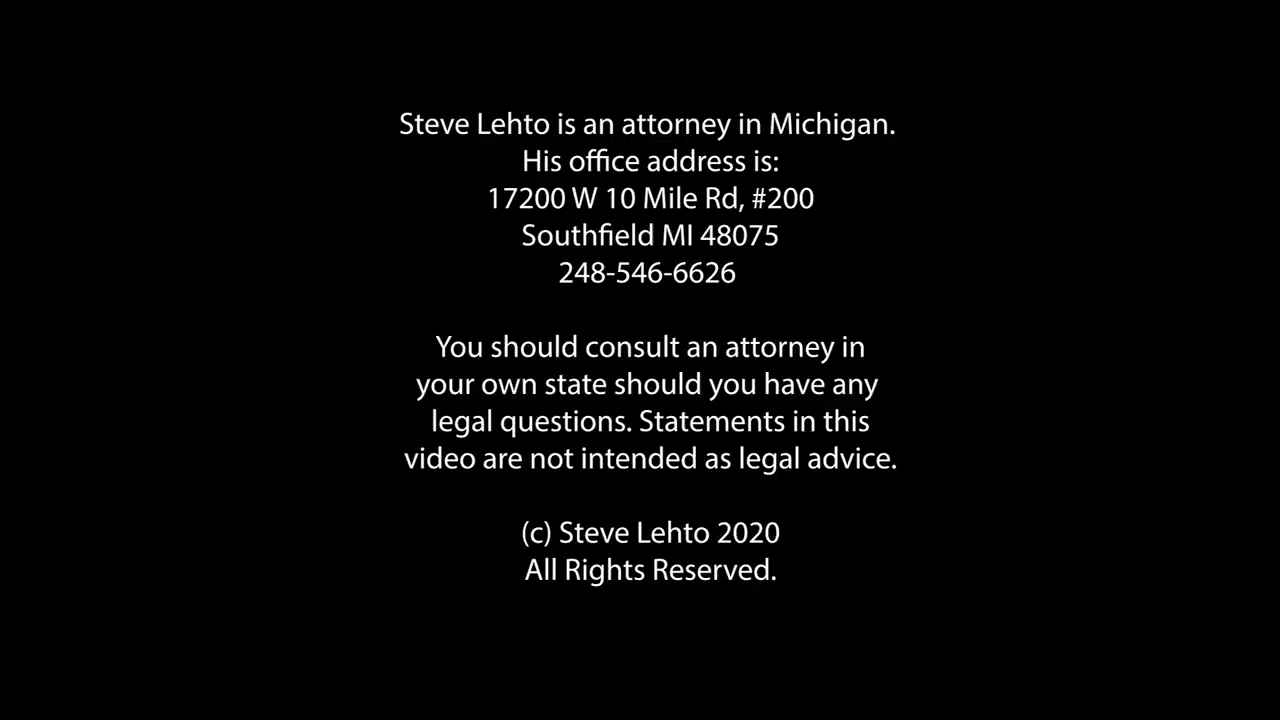 Steve Lehto is an attorney in Michigan.
His office address is:
17200 W 10 Mile Rd, #200
Southfield MI 48075
248-546-6626
You should consult an attorney in
your own state should you have any
legal questions. Statements in this
video are not intended as legal advice.
(c) Steve Lehto 2020
All Rights Reserved.